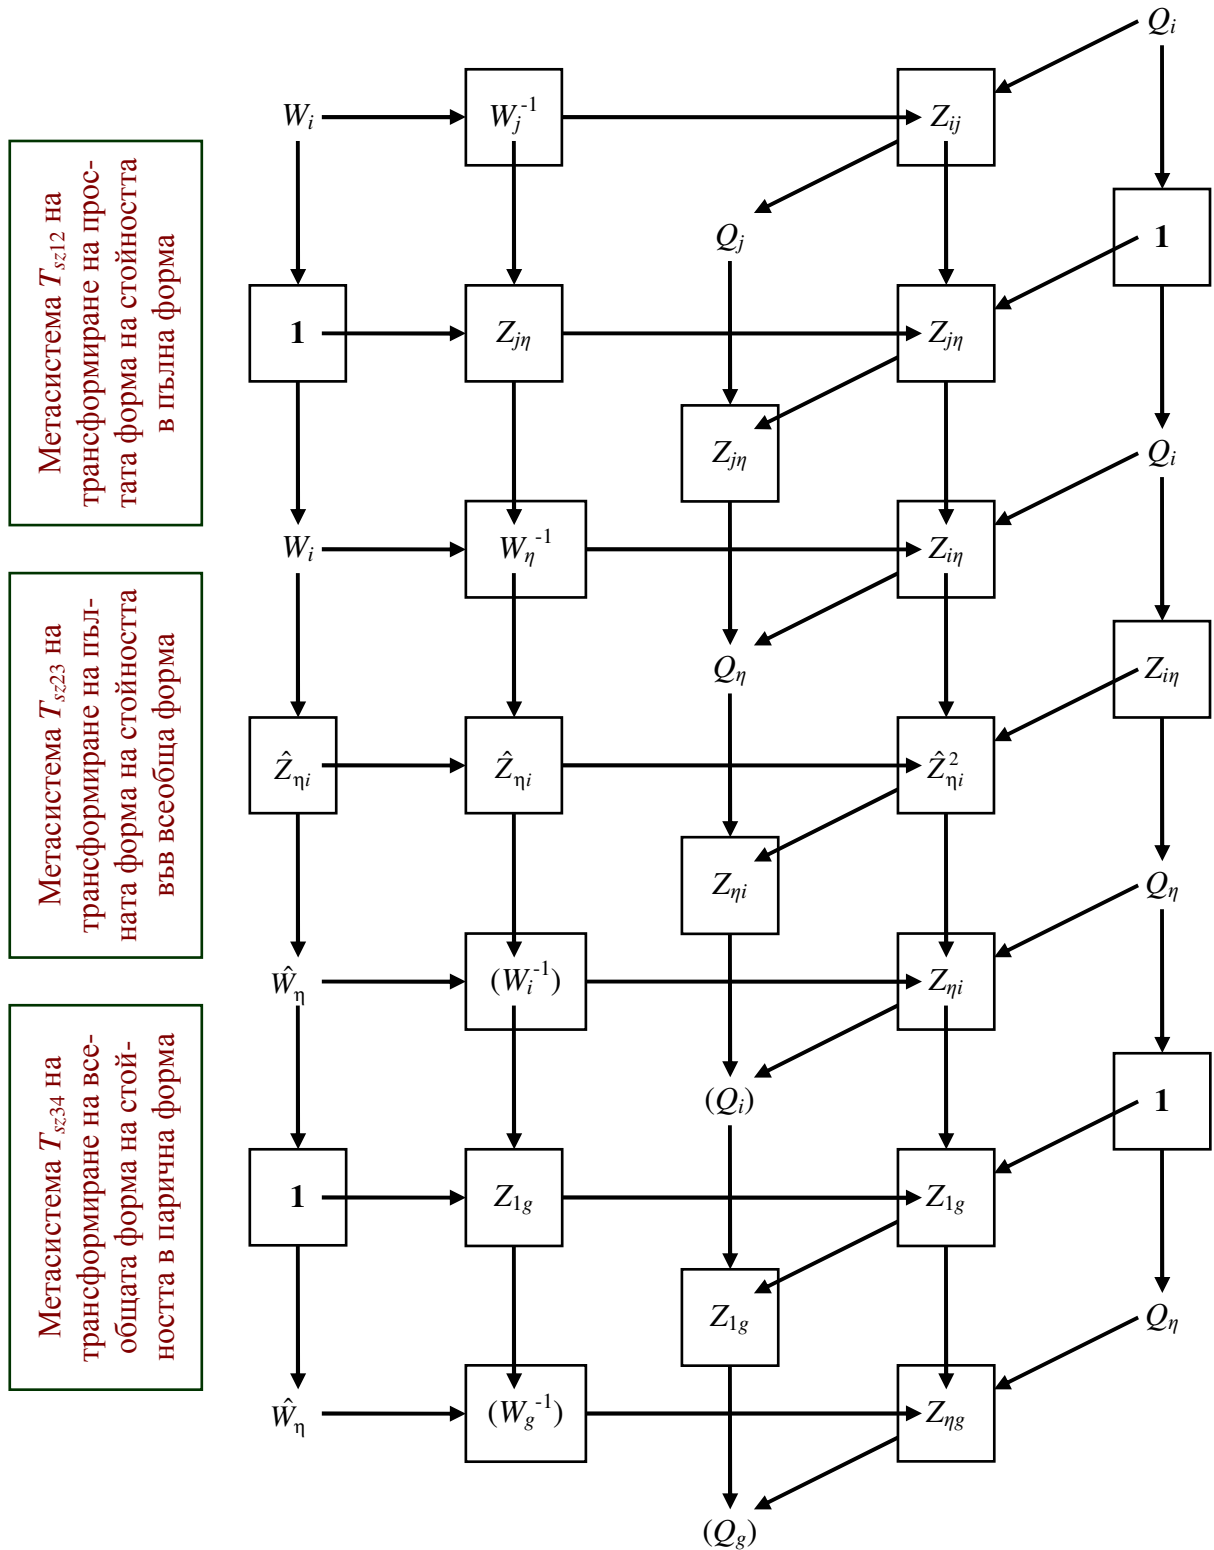 Метасистема T_sz12 на
трансформиране на прос-
тата форма на стойността
в пълна форма
Метасистема T_sz23 на
трансформиране на пъл-
ната форма на стойността
във всеобща форма
Метасистема T_sz34 на
трансформиране на все-
общата форма на стой-
ността в парична форма
Q_i
W_i W_j^-1 Z_ij
Q_j 1
1 Z_jη Z_jη
Z_jη Q_i
W_i W_η^-1 Z_iη
Q_η Z_iη
Ẑ_ηi Ẑ_ηi Ẑ_ηi^2
Z_ηi Q_η
Ŵ_η (W_i^-1) Z_ηi
(Q_i) 1
1 Z_1g Z_1g
Z_1g Q_η
Ŵ_η (W_g^-1) Z_ηg
(Q_g)